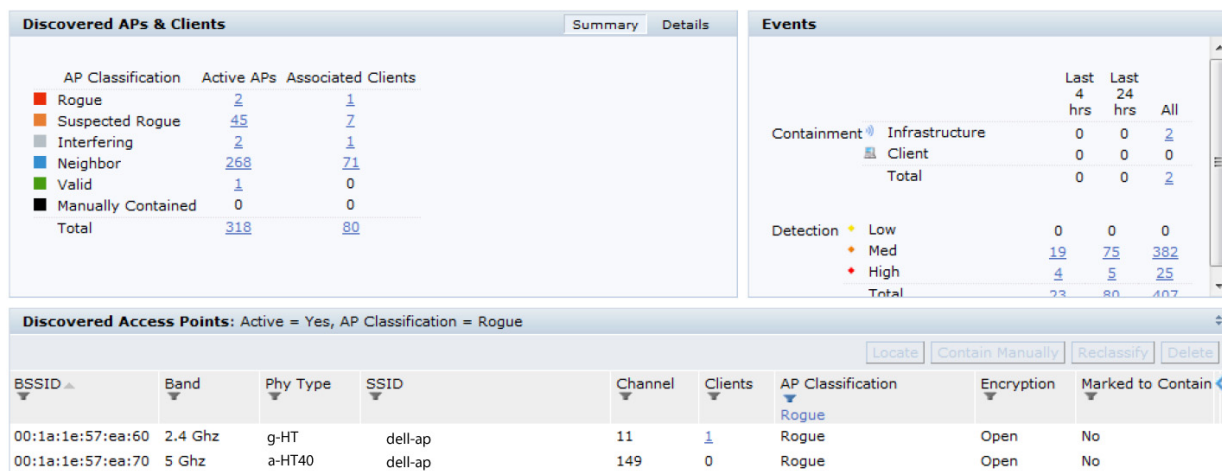 Discovered APs & Clients Summary Details
AP Classification Active APs Associated Clients
Rogue 2 1
Suspected Rogue 45 7
Interfering 2 1
Neighbor 268 71
Valid 1 0
Manually Contained 0 0
Total 318 80
Events
Last 4 hrs Last 24 hrs All
Containment Infrastructure 0 0 2
Client 0 0 0
Total 0 0 2
Detection Low 0 0 0
Med 19 75 382
High 4 5 25
Total 23 80 407
Discovered Access Points: Active = Yes, AP Classification = Rogue
Locate Contain Manually Reclassify Delete
BSSID Band Phy Type SSID Channel Clients AP Classification Encryption Marked to Contain
Rogue
00:1a:1e:57:ea:60 2.4 Ghz g-HT dell-ap 11 1 Rogue Open No
00:1a:1e:57:ea:70 5 Ghz a-HT40 dell-ap 149 0 Rogue Open No